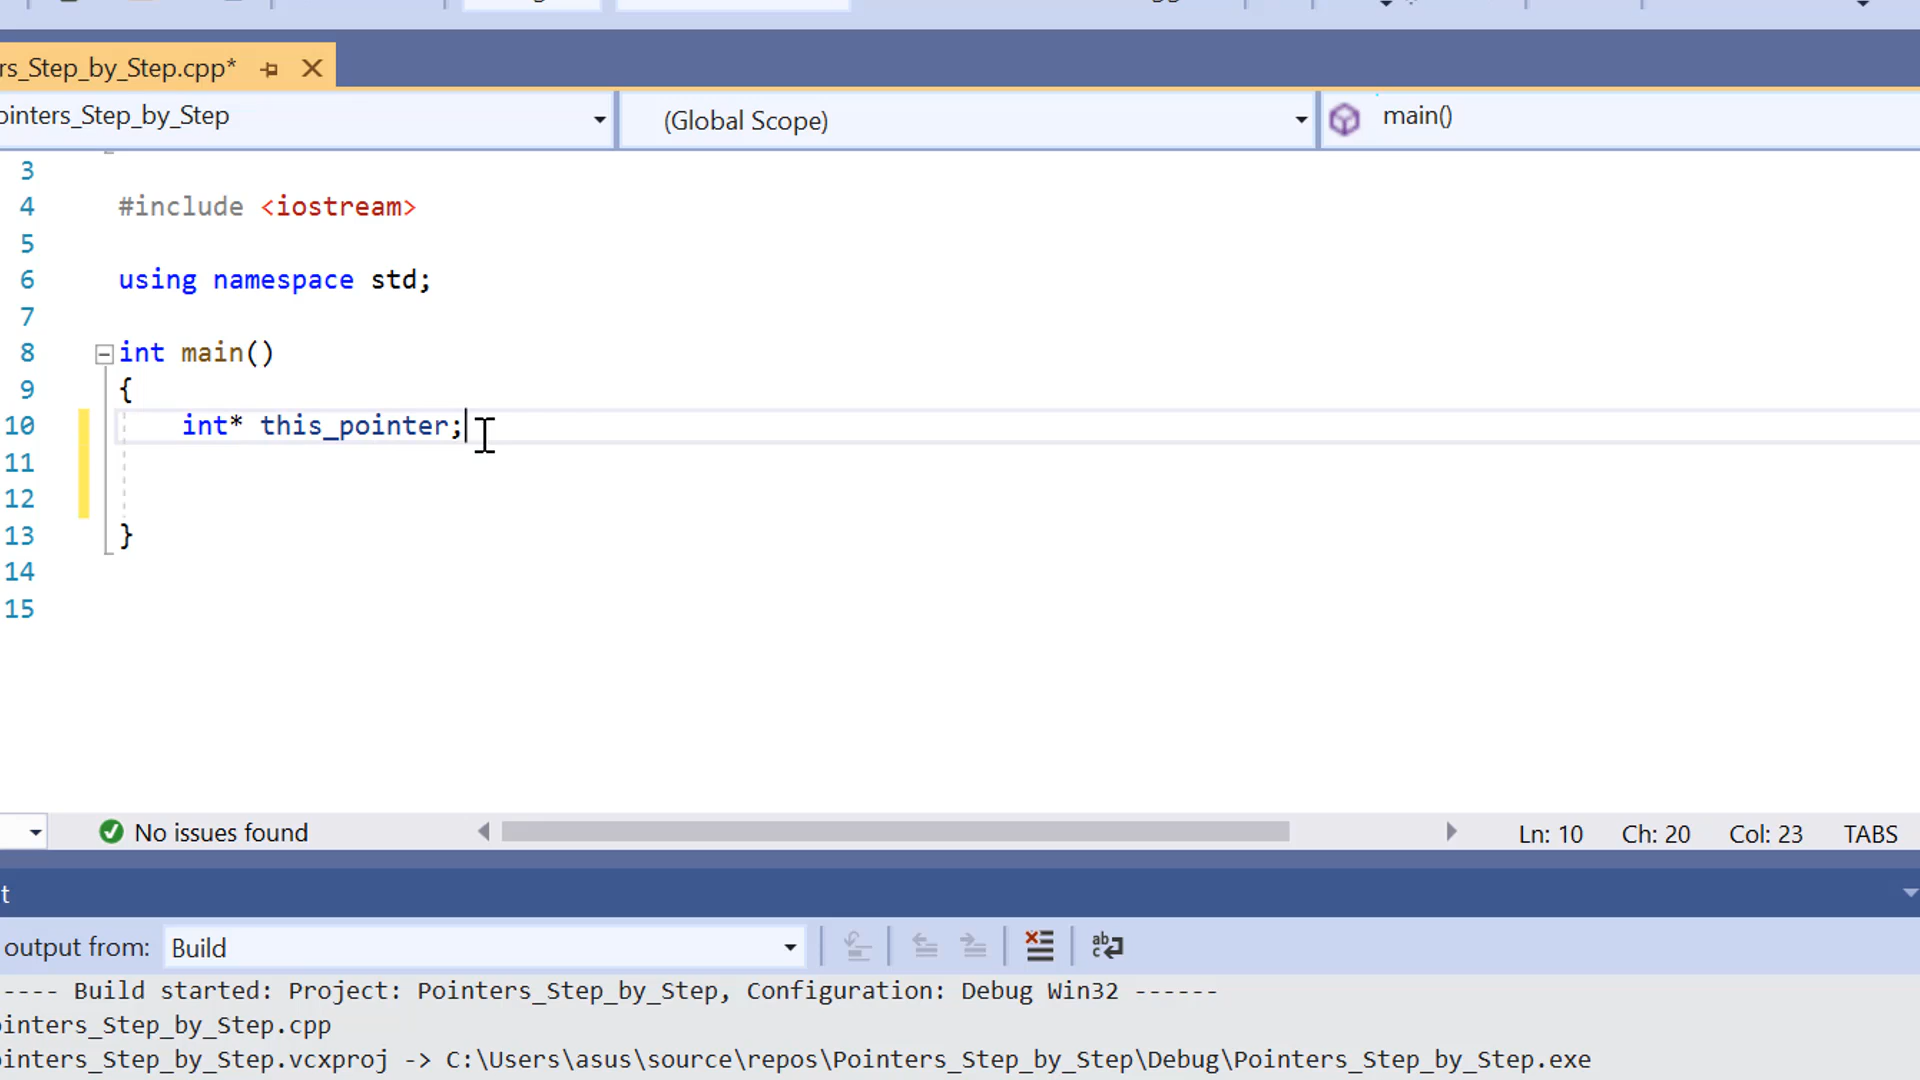 rs_Step_by_Step.cpp*
ointers_Step_by_Step
(Global Scope)
main()
3
4 #include <iostream>
5
6 using namespace std;
7
8 int main()
9 {
10 int* this_pointer;
11
12
13 }
14
15
No issues found
Ln: 10 Ch: 20 Col: 23 TABS
t
output from: Build
---- Build started: Project: Pointers_Step_by_Step, Configuration: Debug Win32 ------
ointers_Step_by_Step.cpp
ointers_Step_by_Step.vcxproj -> C:\Users\asus\source\repos\Pointers_Step_by_Step\Debug\Pointers_Step_by_Step.exe